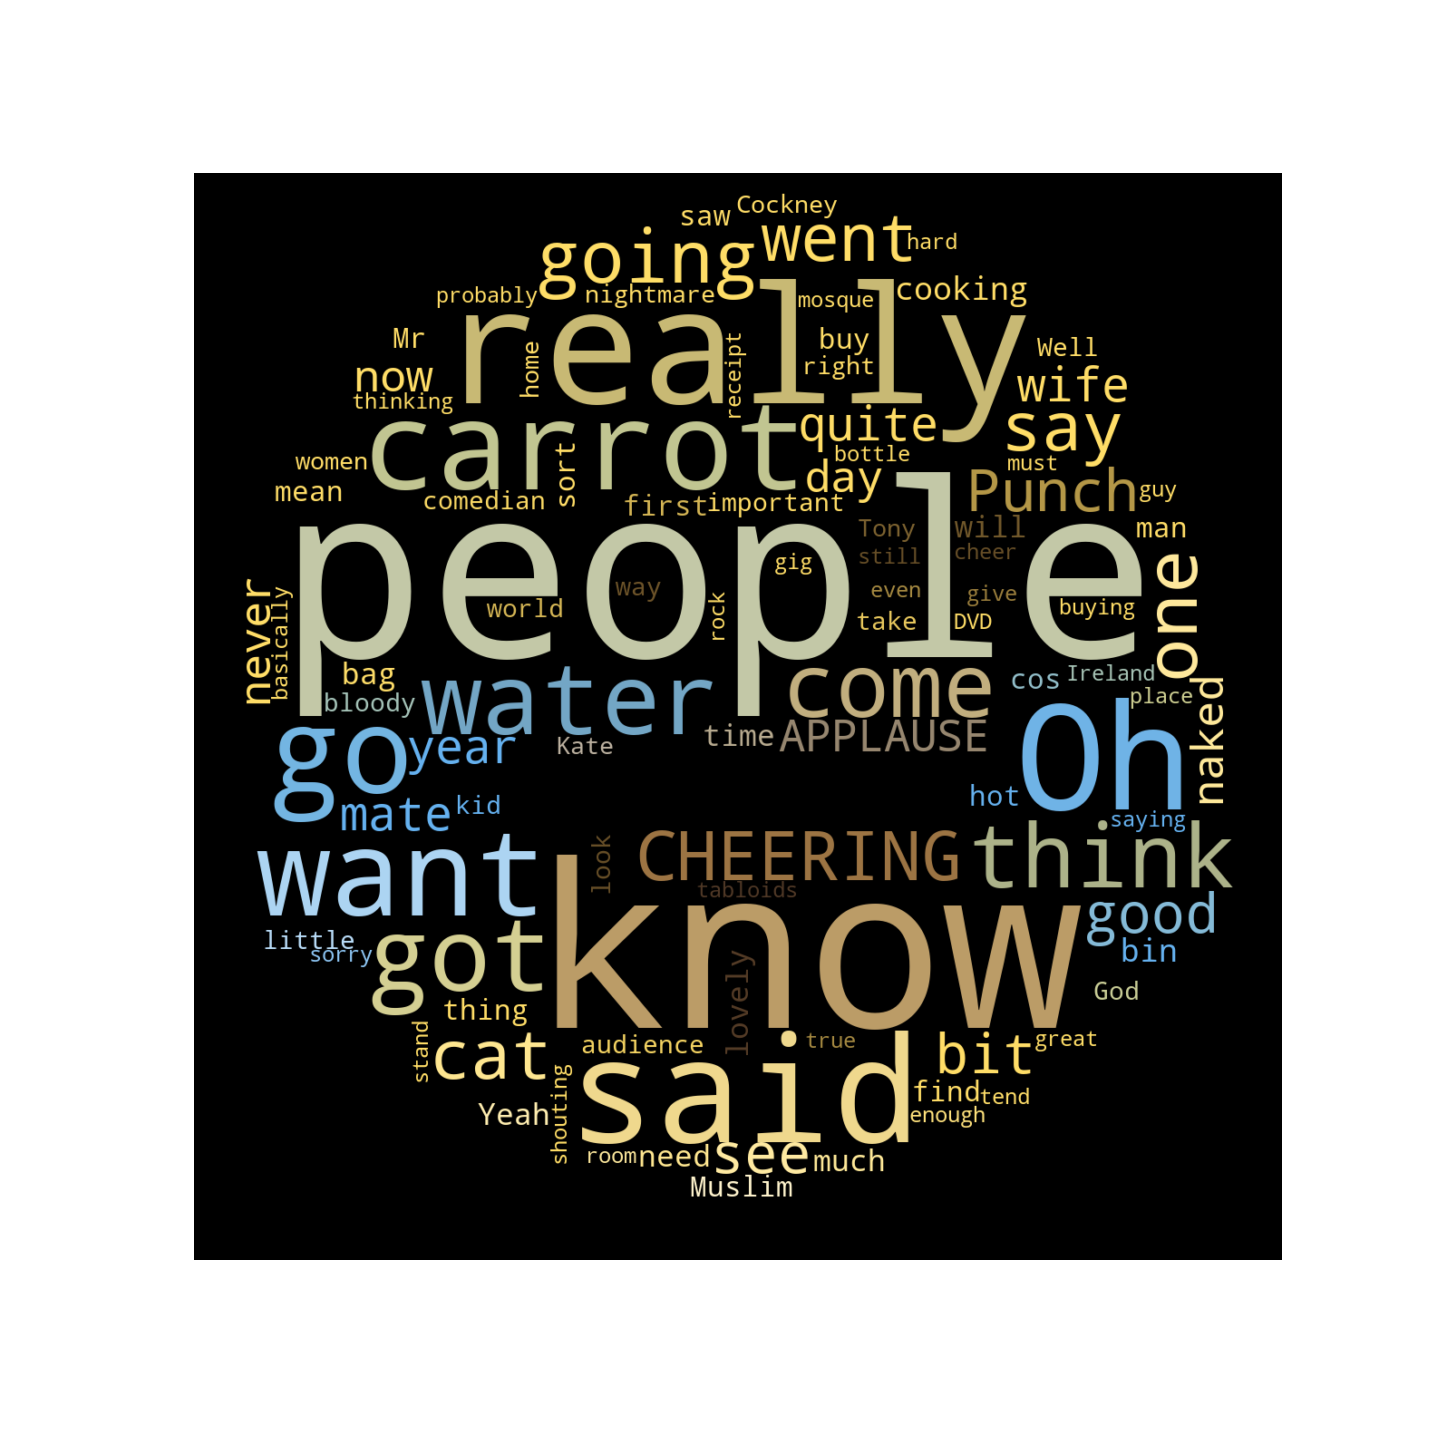 Cockney
saw
went
going
hard
cooking
probably
nightmare
mosque
really
Mr
buy
Well
home
receipt
right
now
wife
thinking
carrot
quite
say
women
sort
bottle
must
day
mean
comedian
first
important
Punch
guy
people
Tony
will
man
still
cheer
gig
one
never
basically
way
even
give
world
rock
take
DVD
buying
bag
water
come
cos
Ireland
bloody
place
naked
go
year
Kate
time
APPLAUSE
Oh
mate
kid
hot
saying
want
look
CHEERING
think
tabloids
know
good
little
sorry
got
bin
lovely
God
thing
stand
cat
audience
true
bit
great
said
shouting
find
tend
Yeah
enough
room
need
see
much
Muslim